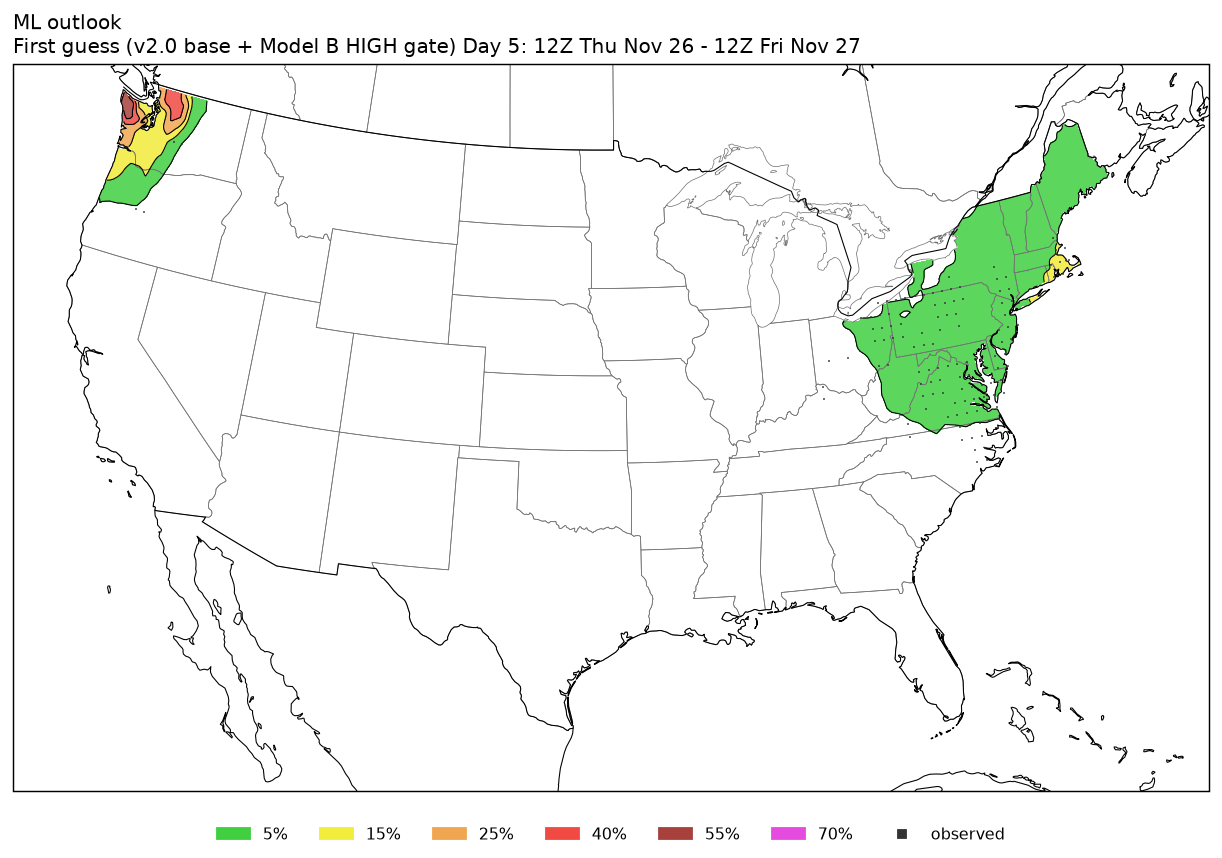 ML outlook
First guess (v2.0 base + Model B HIGH gate) Day 5: 12Z Thu Nov 26 - 12Z Fri Nov 27
5% 15% 25% 40% 55% 70% observed